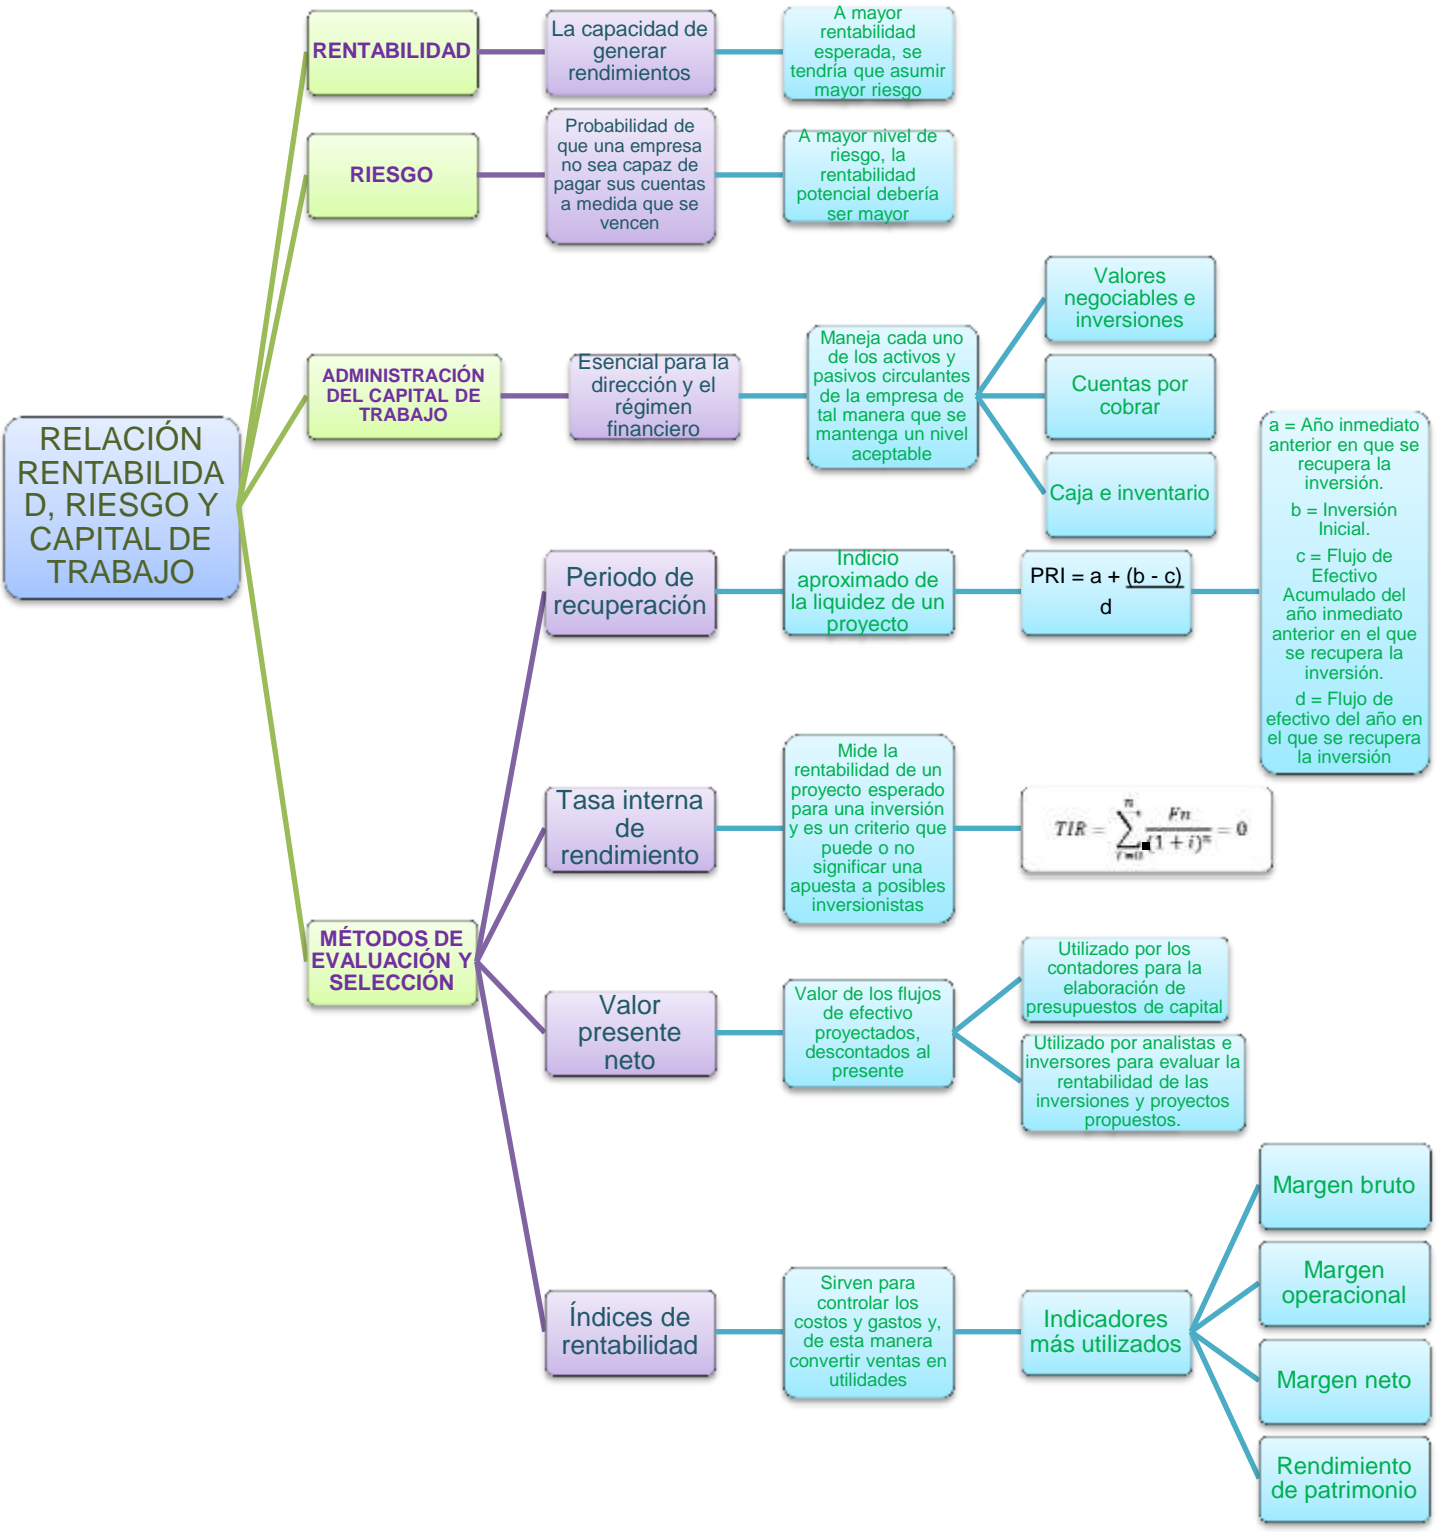 RELACIÓN
RENTABILIDA
D, RIESGO Y
CAPITAL DE
TRABAJO
RENTABILIDAD
La capacidad de
generar
rendimientos
A mayor
rentabilidad
esperada, se
tendría que asumir
mayor riesgo
RIESGO
Probabilidad de
que una empresa
no sea capaz de
pagar sus cuentas
a medida que se
vencen
A mayor nivel de
riesgo, la
rentabilidad
potencial debería
ser mayor
ADMINISTRACIÓN
DEL CAPITAL DE
TRABAJO
Esencial para la
dirección y el
régimen
financiero
Maneja cada uno
de los activos y
pasivos circulantes
de la empresa de
tal manera que se
mantenga un nivel
aceptable
Valores
negociables e
inversiones
Cuentas por
cobrar
Caja e inventario
MÉTODOS DE
EVALUACIÓN Y
SELECCIÓN
Periodo de
recuperación
Indicio
aproximado de
la liquidez de un
proyecto
PRI = a + (b - c)
d
a = Año inmediato
anterior en que se
recupera la
inversión.
b = Inversión
Inicial.
c = Flujo de
Efectivo
Acumulado del
año inmediato
anterior en el que
se recupera la
inversión.
d = Flujo de
efectivo del año en
el que se recupera
la inversión
Tasa interna
de
rendimiento
Mide la
rentabilidad de un
proyecto esperado
para una inversión
y es un criterio que
puede o no
significar una
apuesta a posibles
inversionistas
TIR = ∑ Fn / (1 + i)^n = 0
Valor
presente
neto
Valor de los flujos
de efectivo
proyectados,
descontados al
presente
Utilizado por los
contadores para la
elaboración de
presupuestos de capital
Utilizado por analistas e
inversores para evaluar la
rentabilidad de las
inversiones y proyectos
propuestos.
Índices de
rentabilidad
Sirven para
controlar los
costos y gastos y,
de esta manera
convertir ventas en
utilidades
Indicadores
más utilizados
Margen bruto
Margen
operacional
Margen neto
Rendimiento
de patrimonio